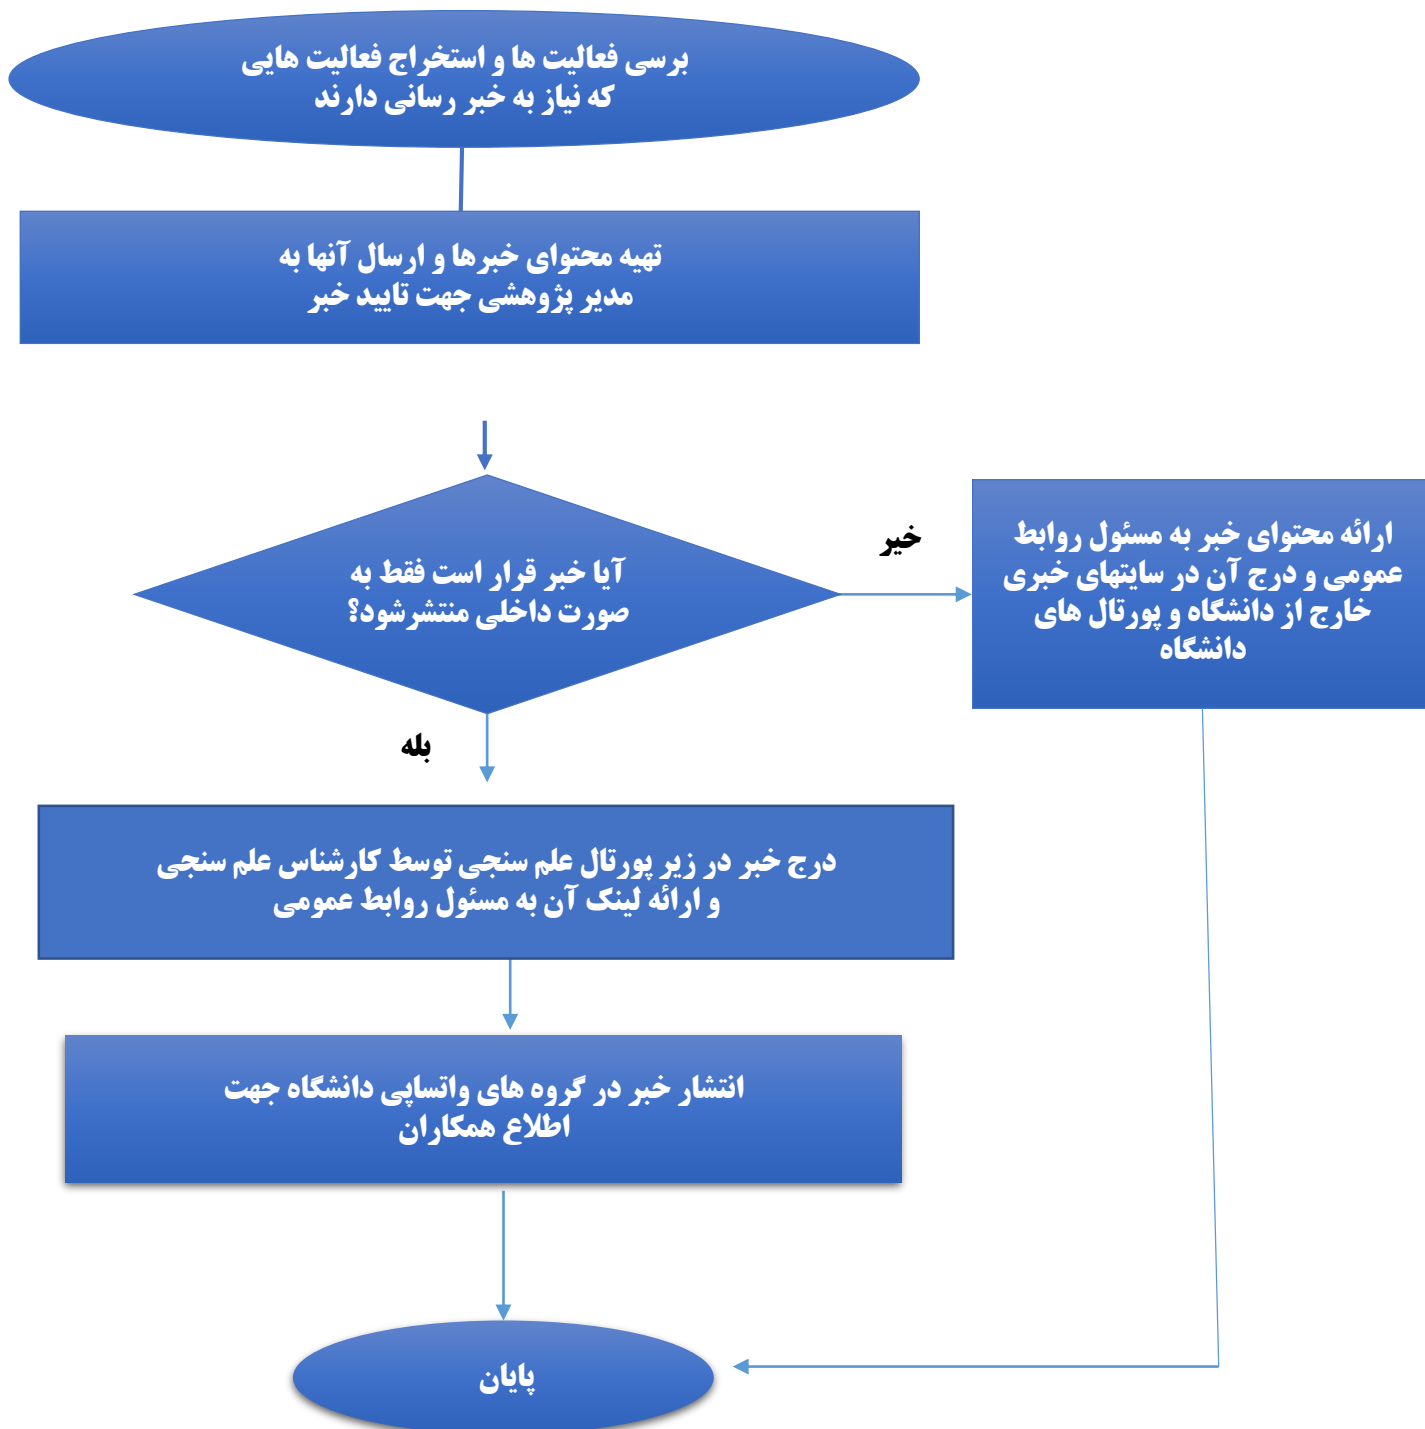 برسی فعالیت ها و استخراج فعالیت هایی
که نیاز به خبر رسانی دارند
تهیه محتوای خبرها و ارسال آنها به
مدیر پژوهشی جهت تایید خبر
آیا خبر قرار است فقط به
صورت داخلی منتشرشود؟
خیر
ارائه محتوای خبر به مسئول روابط
عمومی و درج آن در سایتهای خبری
خارج از دانشگاه و پورتال های
دانشگاه
بله
درج خبر در زیر پورتال علم سنجی توسط کارشناس علم سنجی
و ارائه لینک آن به مسئول روابط عمومی
انتشار خبر در گروه های واتساپی دانشگاه جهت
اطلاع همکاران
پایان